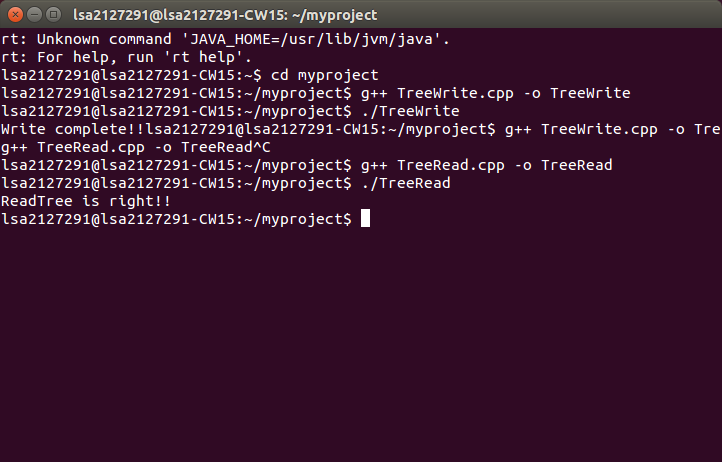 lsa2127291@lsa2127291-CW15: ~/myproject
rt: Unknown command 'JAVA_HOME=/usr/lib/jvm/java'.
rt: For help, run 'rt help'.
lsa2127291@lsa2127291-CW15:~$ cd myproject
lsa2127291@lsa2127291-CW15:~/myproject$ g++ TreeWrite.cpp -o TreeWrite
lsa2127291@lsa2127291-CW15:~/myproject$ ./TreeWrite
Write complete!!lsa2127291@lsa2127291-CW15:~/myproject$ g++ TreeWrite.cpp -o Tre
g++ TreeRead.cpp -o TreeRead^C
lsa2127291@lsa2127291-CW15:~/myproject$ g++ TreeRead.cpp -o TreeRead
lsa2127291@lsa2127291-CW15:~/myproject$ ./TreeRead
ReadTree is right!!
lsa2127291@lsa2127291-CW15:~/myproject$